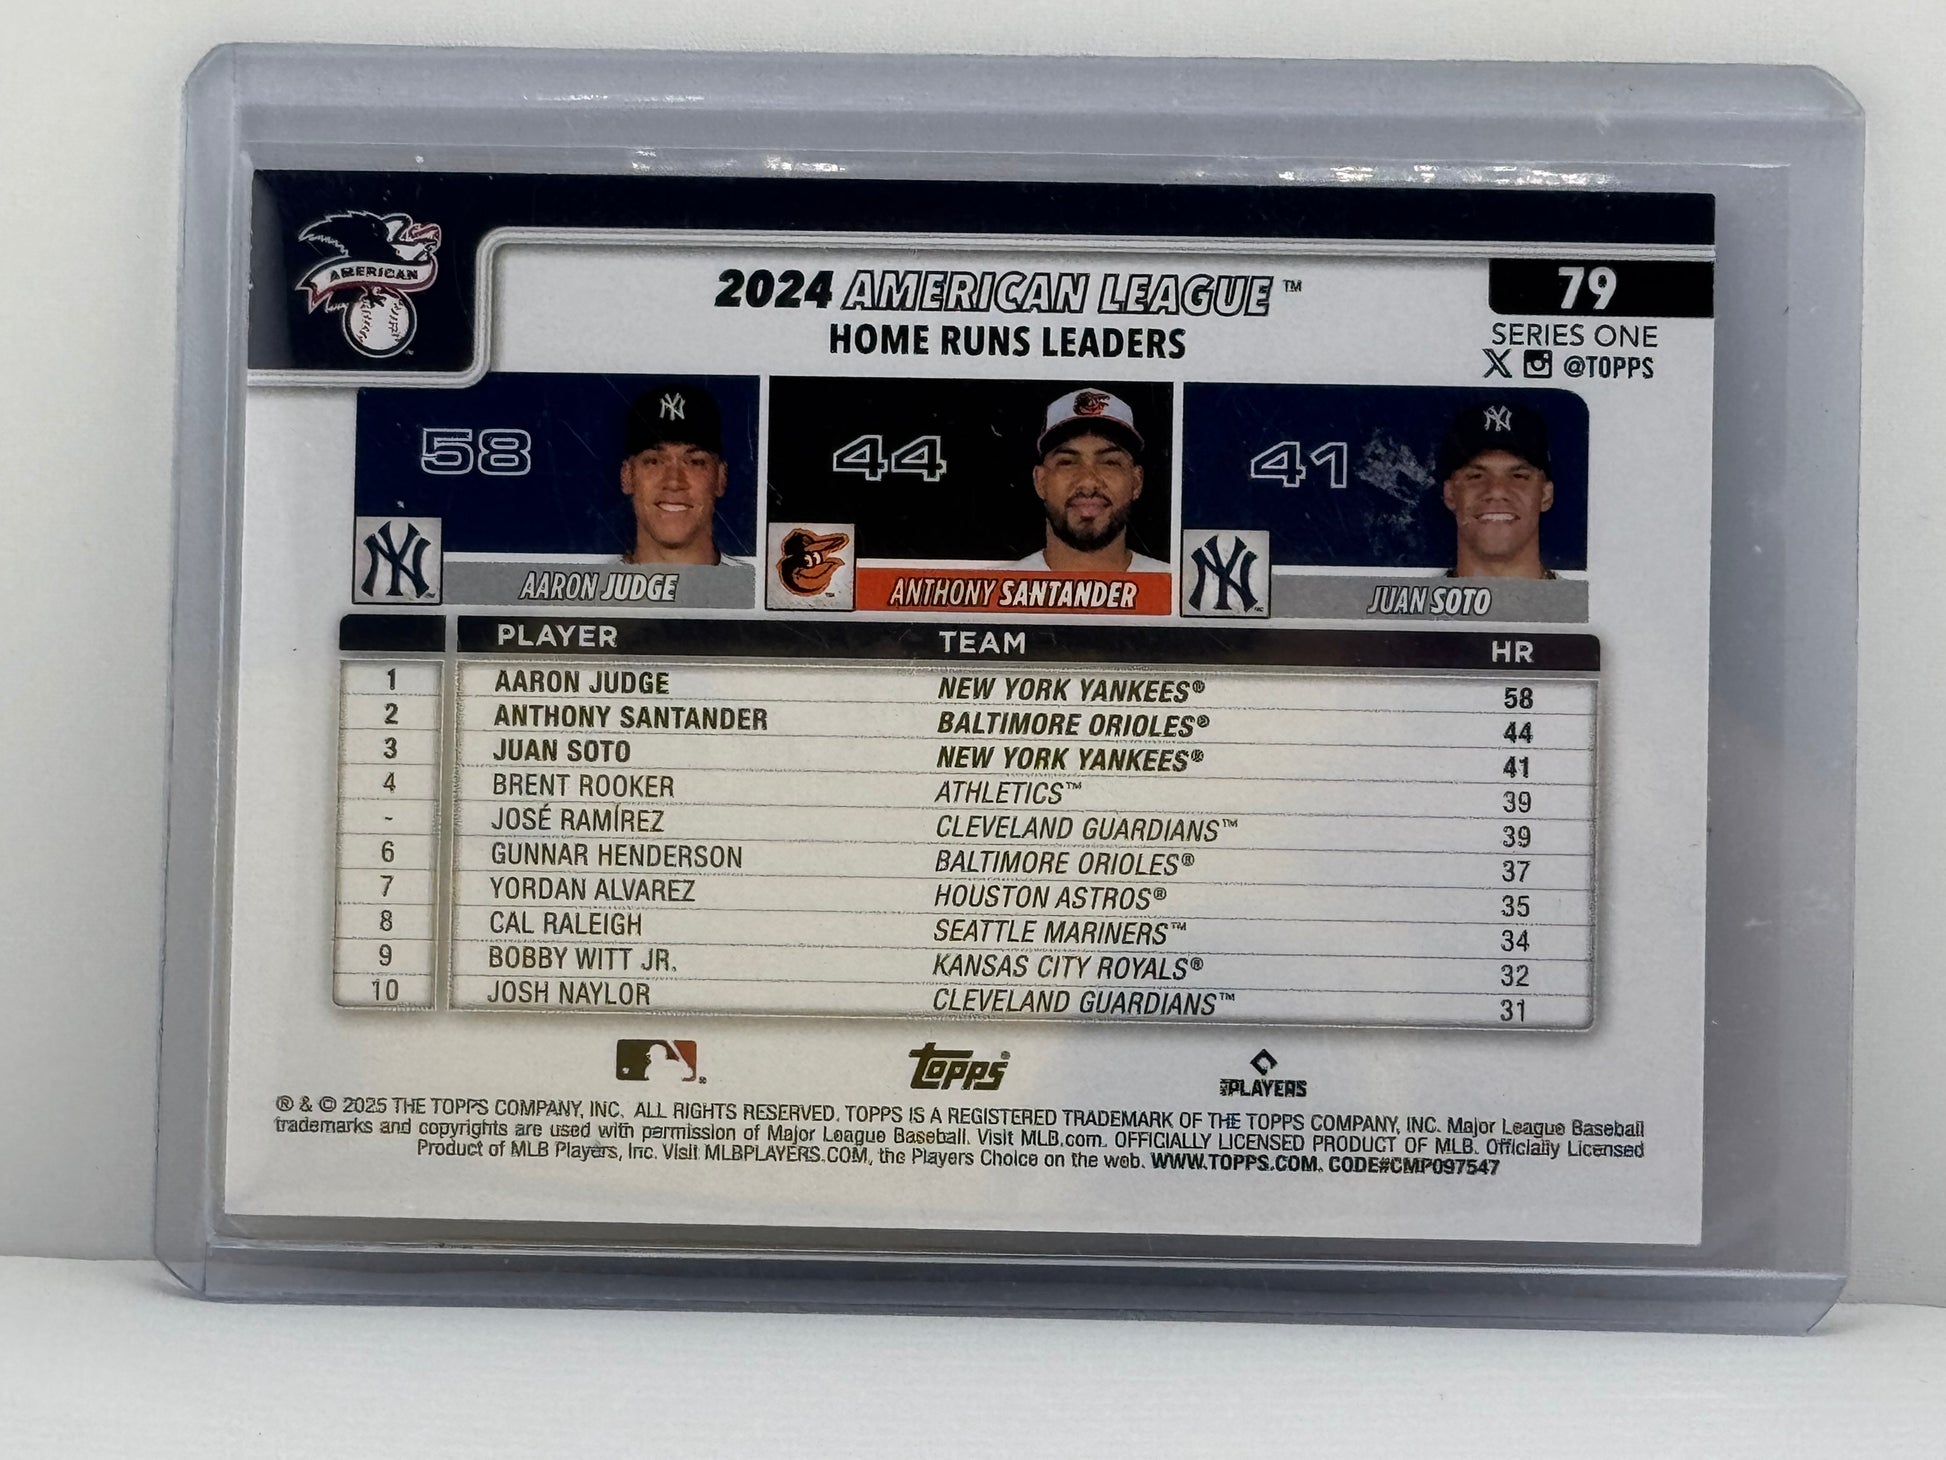 AMERICAN
2024 AMERICAN LEAGUE™
HOME RUNS LEADERS
79
SERIES ONE
X @TOPPS
58
44
41
NY
NY
NY
NY
AARON JUDGE
ANTHONY SANTANDER
JUAN SOTO
PLAYER TEAM HR
1 AARON JUDGE NEW YORK YANKEES® 58
2 ANTHONY SANTANDER BALTIMORE ORIOLES® 44
3 JUAN SOTO NEW YORK YANKEES® 41
4 BRENT ROOKER ATHLETICS™ 39
- JOSÉ RAMÍREZ CLEVELAND GUARDIANS™ 39
6 GUNNAR HENDERSON BALTIMORE ORIOLES® 37
7 YORDAN ALVAREZ HOUSTON ASTROS® 35
8 CAL RALEIGH SEATTLE MARINERS™ 34
9 BOBBY WITT JR. KANSAS CITY ROYALS® 32
10 JOSH NAYLOR CLEVELAND GUARDIANS™ 31
topps®
MLB PLAYERS
® & © 2025 THE TOPPS COMPANY, INC. ALL RIGHTS RESERVED. TOPPS IS A REGISTERED TRADEMARK OF THE TOPPS COMPANY, INC. Major League Baseball
trademarks and copyrights are used with permission of Major League Baseball. Visit MLB.com. OFFICIALLY LICENSED PRODUCT OF MLB. Officially Licensed
Product of MLB Players, Inc. Visit MLBPLAYERS.COM, the Players Choice on the web. WWW.TOPPS.COM. CODE#CMP097547